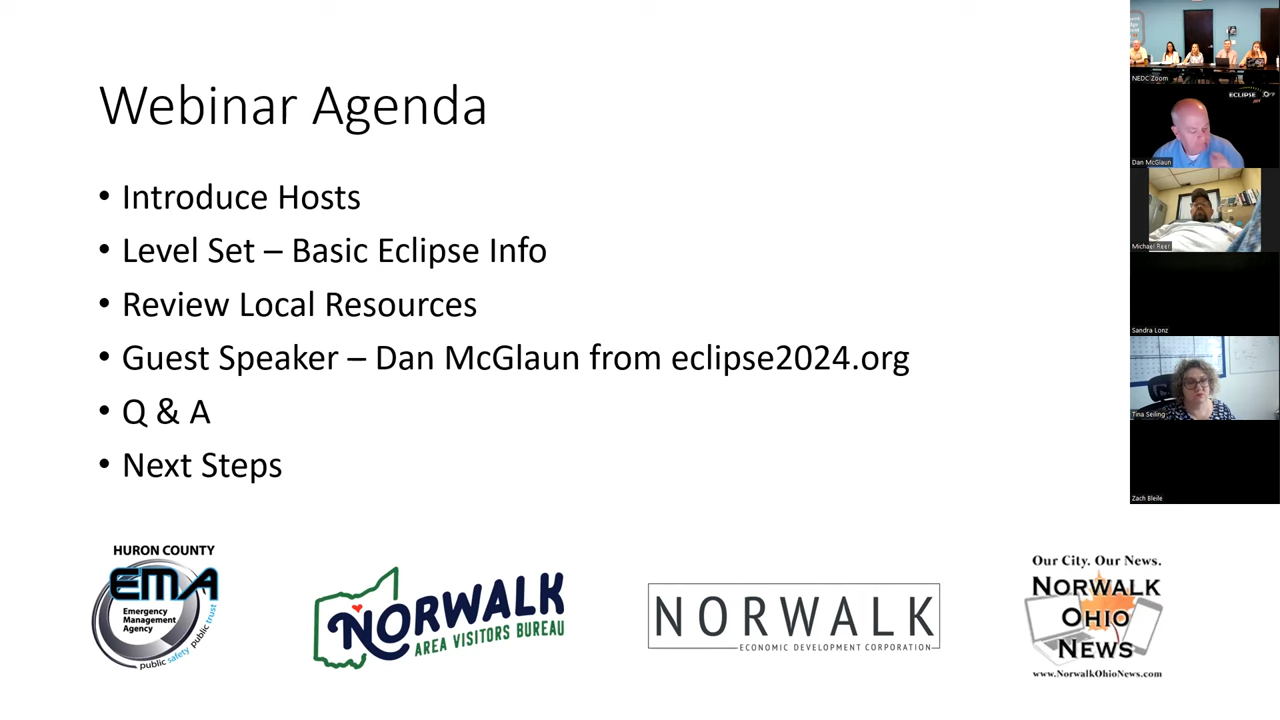 Webinar Agenda
• Introduce Hosts
• Level Set – Basic Eclipse Info
• Review Local Resources
• Guest Speaker – Dan McGlaun from eclipse2024.org
• Q & A
• Next Steps
HURON COUNTY
EMA
Emergency
Management
Agency
public safety public trust
NORWALK
AREA VISITORS BUREAU
NORWALK
ECONOMIC DEVELOPMENT CORPORATION
Our City. Our News.
NORWALK
OHIO
NEWS
www.NorwalkOhioNews.com
NEDC Zoom
ECLIPSE
Dan McGlaun
Michael Reer
Sandra Lonz
Tina Seiling
Zach Bleile